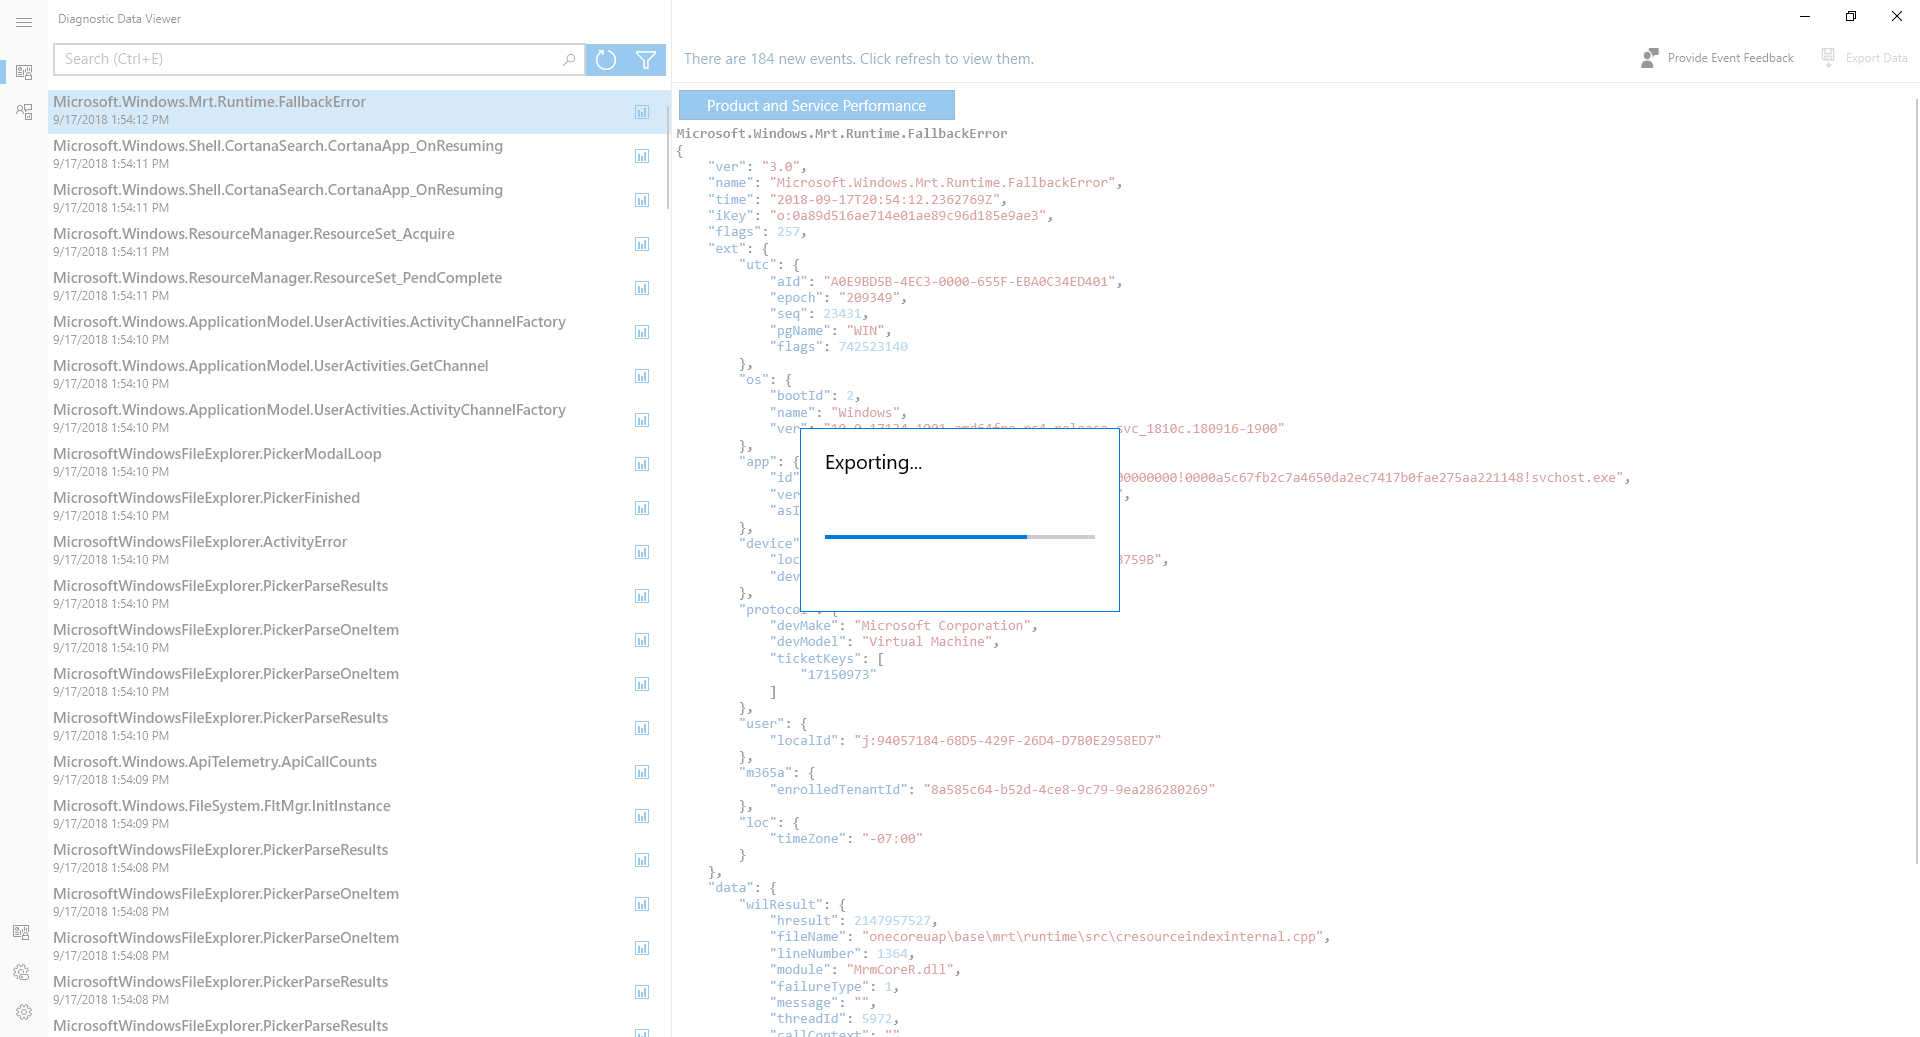 Diagnostic Data Viewer
Search (Ctrl+E)
Microsoft.Windows.Mrt.Runtime.FallbackError
9/17/2018 1:54:12 PM
Microsoft.Windows.Shell.CortanaSearch.CortanaApp_OnResuming
9/17/2018 1:54:11 PM
Microsoft.Windows.Shell.CortanaSearch.CortanaApp_OnResuming
9/17/2018 1:54:11 PM
Microsoft.Windows.ResourceManager.ResourceSet_Acquire
9/17/2018 1:54:11 PM
Microsoft.Windows.ResourceManager.ResourceSet_PendComplete
9/17/2018 1:54:11 PM
Microsoft.Windows.ApplicationModel.UserActivities.ActivityChannelFactory
9/17/2018 1:54:10 PM
Microsoft.Windows.ApplicationModel.UserActivities.GetChannel
9/17/2018 1:54:10 PM
Microsoft.Windows.ApplicationModel.UserActivities.ActivityChannelFactory
9/17/2018 1:54:10 PM
MicrosoftWindowsFileExplorer.PickerModalLoop
9/17/2018 1:54:10 PM
MicrosoftWindowsFileExplorer.PickerFinished
9/17/2018 1:54:10 PM
MicrosoftWindowsFileExplorer.ActivityError
9/17/2018 1:54:10 PM
MicrosoftWindowsFileExplorer.PickerParseResults
9/17/2018 1:54:10 PM
MicrosoftWindowsFileExplorer.PickerParseOneItem
9/17/2018 1:54:10 PM
MicrosoftWindowsFileExplorer.PickerParseOneItem
9/17/2018 1:54:10 PM
MicrosoftWindowsFileExplorer.PickerParseResults
9/17/2018 1:54:10 PM
Microsoft.Windows.ApiTelemetry.ApiCallCounts
9/17/2018 1:54:09 PM
Microsoft.Windows.FileSystem.FltMgr.InitInstance
9/17/2018 1:54:09 PM
MicrosoftWindowsFileExplorer.PickerParseResults
9/17/2018 1:54:08 PM
MicrosoftWindowsFileExplorer.PickerParseOneItem
9/17/2018 1:54:08 PM
MicrosoftWindowsFileExplorer.PickerParseOneItem
9/17/2018 1:54:08 PM
MicrosoftWindowsFileExplorer.PickerParseResults
9/17/2018 1:54:08 PM
MicrosoftWindowsFileExplorer.PickerParseResults
There are 184 new events. Click refresh to view them.
Provide Event Feedback
Export Data
Product and Service Performance
Microsoft.Windows.Mrt.Runtime.FallbackError
{
"ver": "3.0",
"name": "Microsoft.Windows.Mrt.Runtime.FallbackError",
"time": "2018-09-17T20:54:12.2362769Z",
"iKey": "o:0a89d516ae714e01ae89c96d185e9ae3",
"flags": 257,
"ext": {
"utc": {
"aId": "A0E9BD5B-4EC3-0000-655F-EBA0C34ED401",
"epoch": "209349",
"seq": 23431,
"pgName": "WIN",
"flags": 742523140
},
"os": {
"bootId": 2,
"name": "Windows",
svc_1810c.180916-1900"
},
"app": {
"id" 00000000!0000a5c67fb2c7a4650da2ec7417b0fae275aa221148!svchost.exe",
"ver ,
"asI
},
"device"
"loc 3759B",
"dev
},
"protoco
"devMake": "Microsoft Corporation",
"devModel": "Virtual Machine",
"ticketKeys": [
"17150973"
]
},
"user": {
"localId": "j:94057184-68D5-429F-26D4-D7B0E2958ED7"
},
"m365a": {
"enrolledTenantId": "8a585c64-b52d-4ce8-9c79-9ea286280269"
},
"loc": {
"timeZone": "-07:00"
}
},
"data": {
"wilResult": {
"hresult": 2147957527,
"fileName": "onecoreuap\base\mrt\runtime\src\cresourceindexinternal.cpp",
"lineNumber": 1364,
"module": "MrmCoreR.dll",
"failureType": 1,
"message": "",
"threadId": 5972,
"callContext": ""
Exporting...